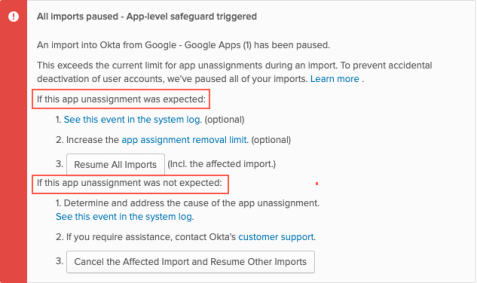 All imports paused - App-level safeguard triggered
An import into Okta from Google - Google Apps (1) has been paused.
This exceeds the current limit for app unassignments during an import. To prevent accidental
deactivation of user accounts, we've paused all of your imports. Learn more .
If this app unassignment was expected:
1. See this event in the system log. (optional)
2. Increase the app assignment removal limit. (optional)
3. Resume All Imports (Incl. the affected import.)
If this app unassignment was not expected:
1. Determine and address the cause of the app unassignment.
See this event in the system log.
2. If you require assistance, contact Okta's customer support.
3. Cancel the Affected Import and Resume Other Imports